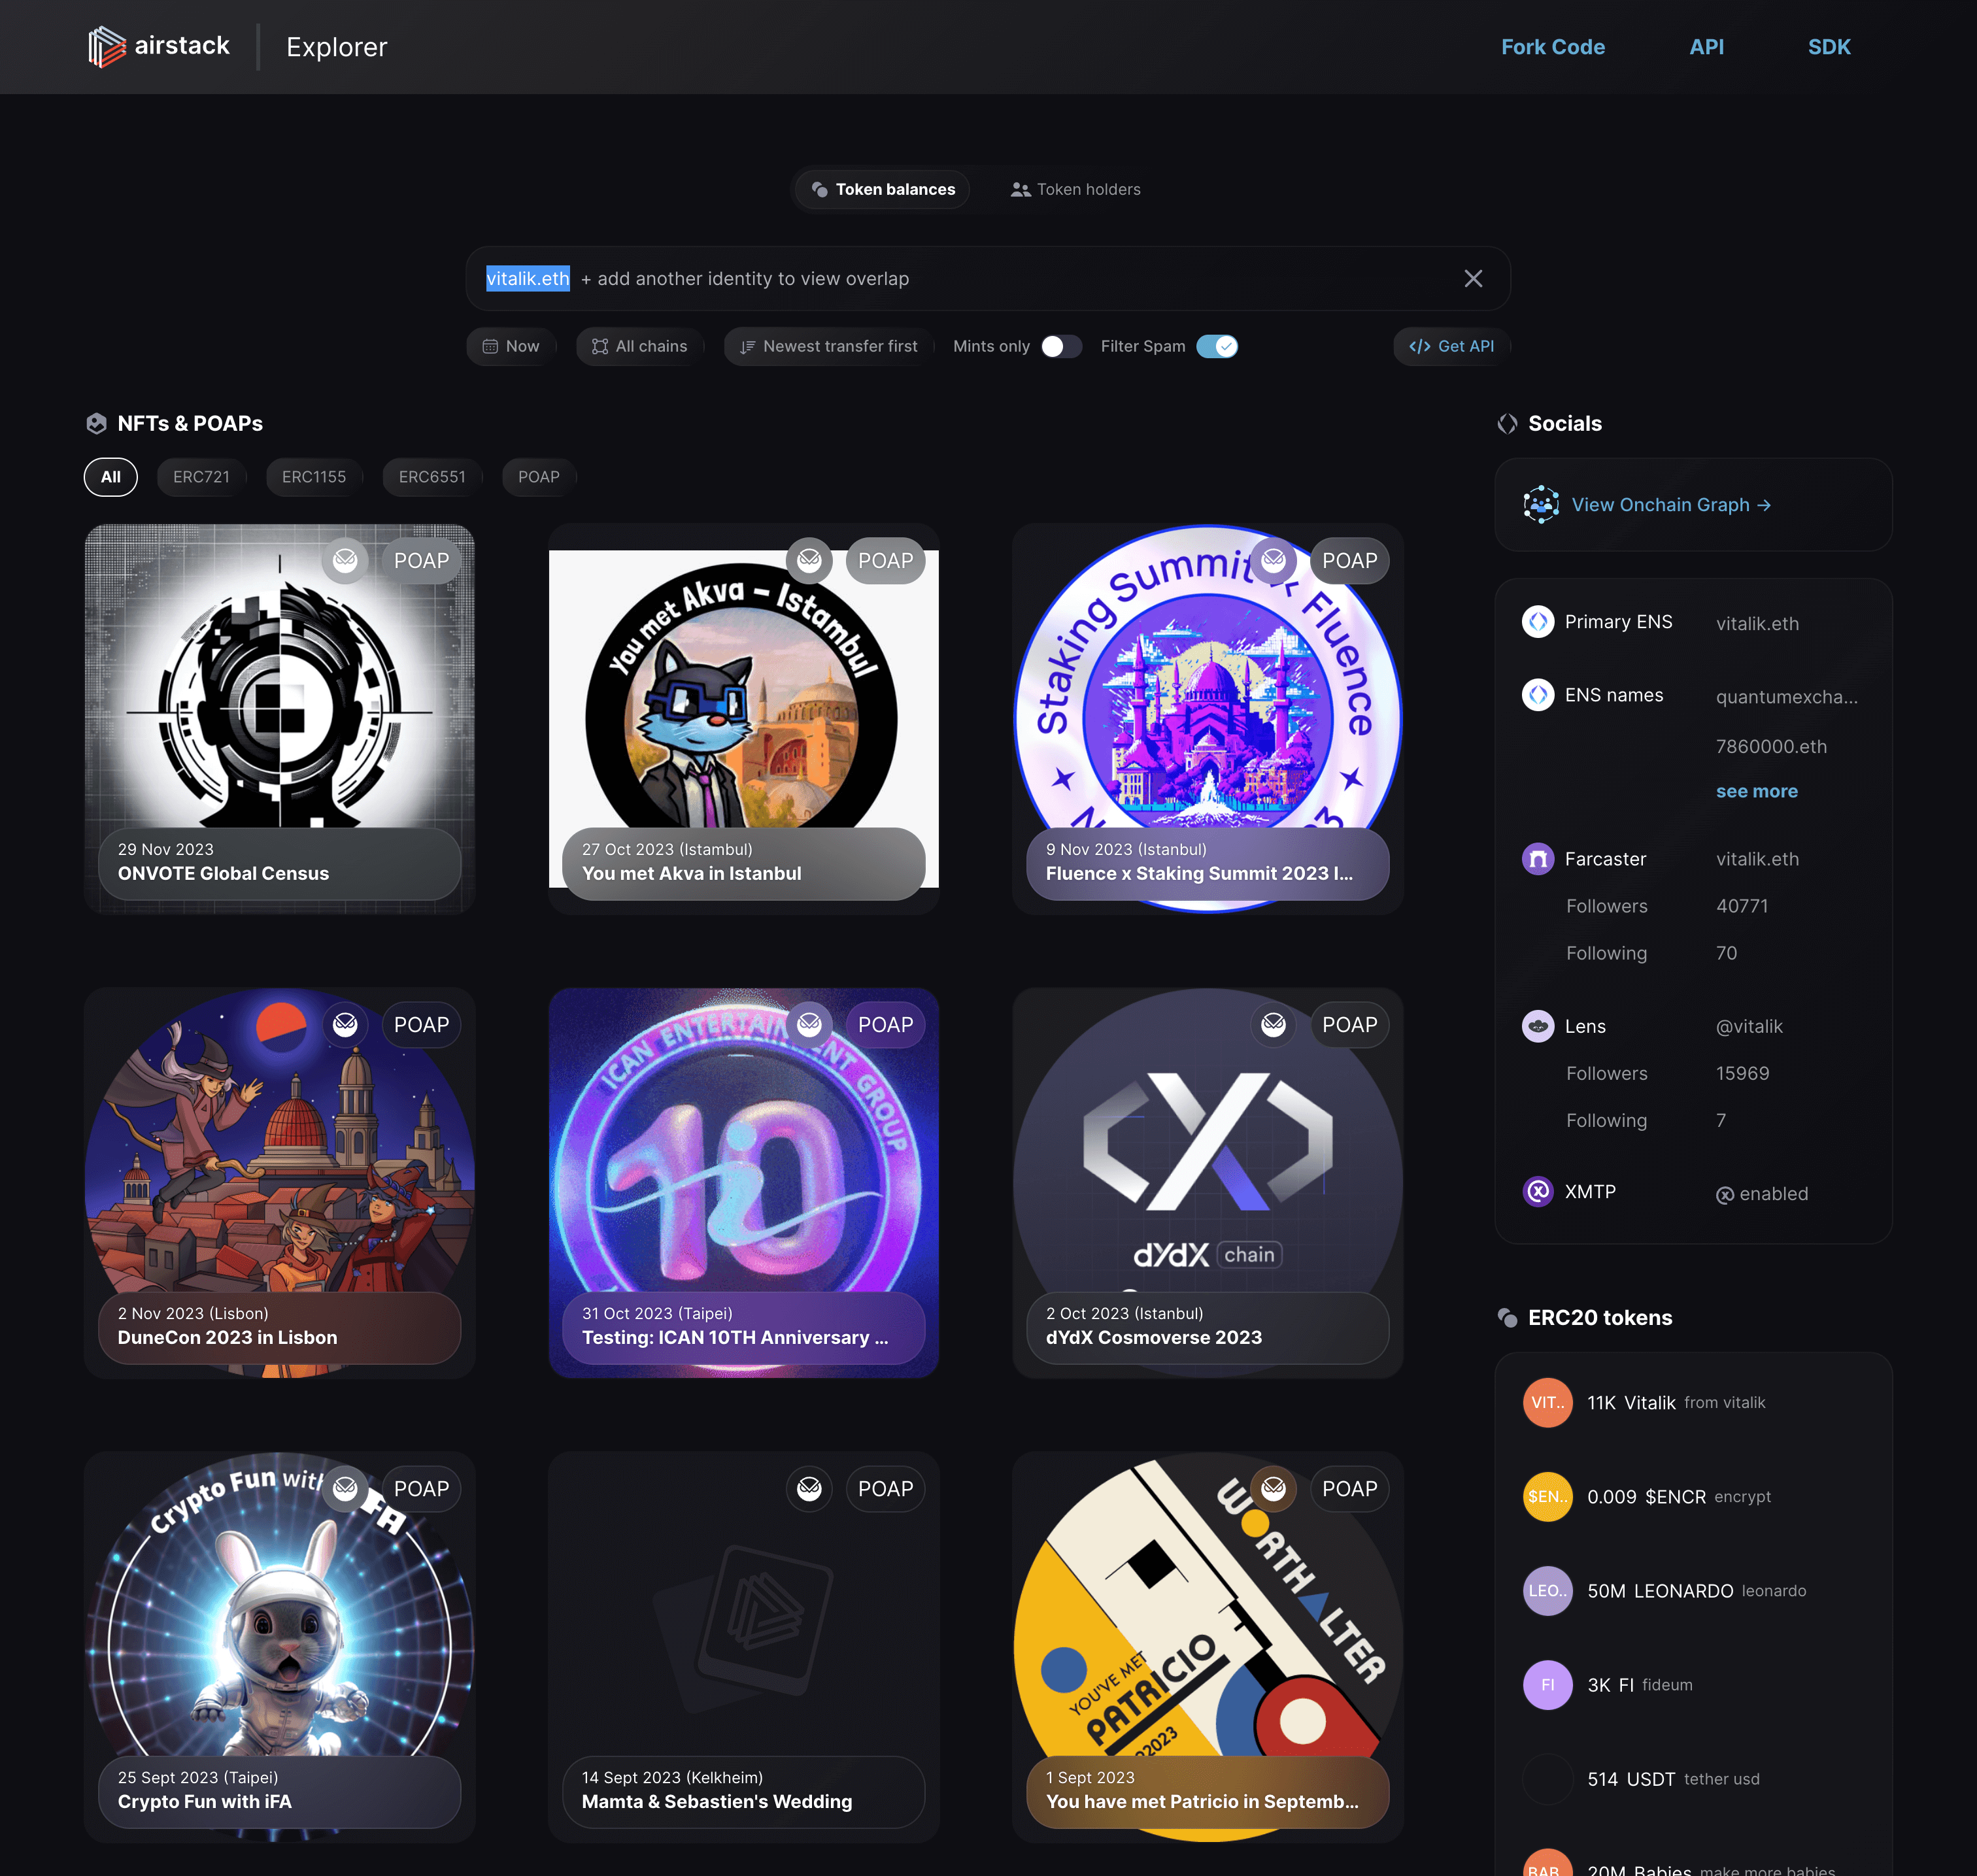 airstack
Explorer
Fork Code
API
SDK
Token balances
Token holders
vitalik.eth + add another identity to view overlap
Now
All chains
Newest transfer first
Mints only
Filter Spam
</> Get API
NFTs & POAPs
All
ERC721
ERC1155
ERC6551
POAP
POAP
29 Nov 2023
ONVOTE Global Census
POAP
You met Akva – Istambul
27 Oct 2023 (Istambul)
You met Akva in Istanbul
POAP
Staking Summit x Fluence
9 Nov 2023 (Istanbul)
Fluence x Staking Summit 2023 I...
POAP
2 Nov 2023 (Lisbon)
DuneCon 2023 in Lisbon
POAP
ICAN ENTERTAINMENT GROUP
10
31 Oct 2023 (Taipei)
Testing: ICAN 10TH Anniversary ...
POAP
dYdX chain
2 Oct 2023 (Istanbul)
dYdX Cosmoverse 2023
POAP
Crypto Fun with
25 Sept 2023 (Taipei)
Crypto Fun with iFA
POAP
14 Sept 2023 (Kelkheim)
Mamta & Sebastien's Wedding
POAP
WORTHALTER
YOU'VE MET
PATRICIO
1 Sept 2023
You have met Patricio in Septemb...
Socials
View Onchain Graph →
Primary ENS vitalik.eth
ENS names quantumexcha...
7860000.eth
see more
Farcaster vitalik.eth
Followers 40771
Following 70
Lens @vitalik
Followers 15969
Following 7
XMTP enabled
ERC20 tokens
VIT.. 11K Vitalik from vitalik
$EN.. 0.009 $ENCR encrypt
LEO.. 50M LEONARDO leonardo
FI 3K FI fideum
514 USDT tether usd
BAB.. 20M Babies make more babies